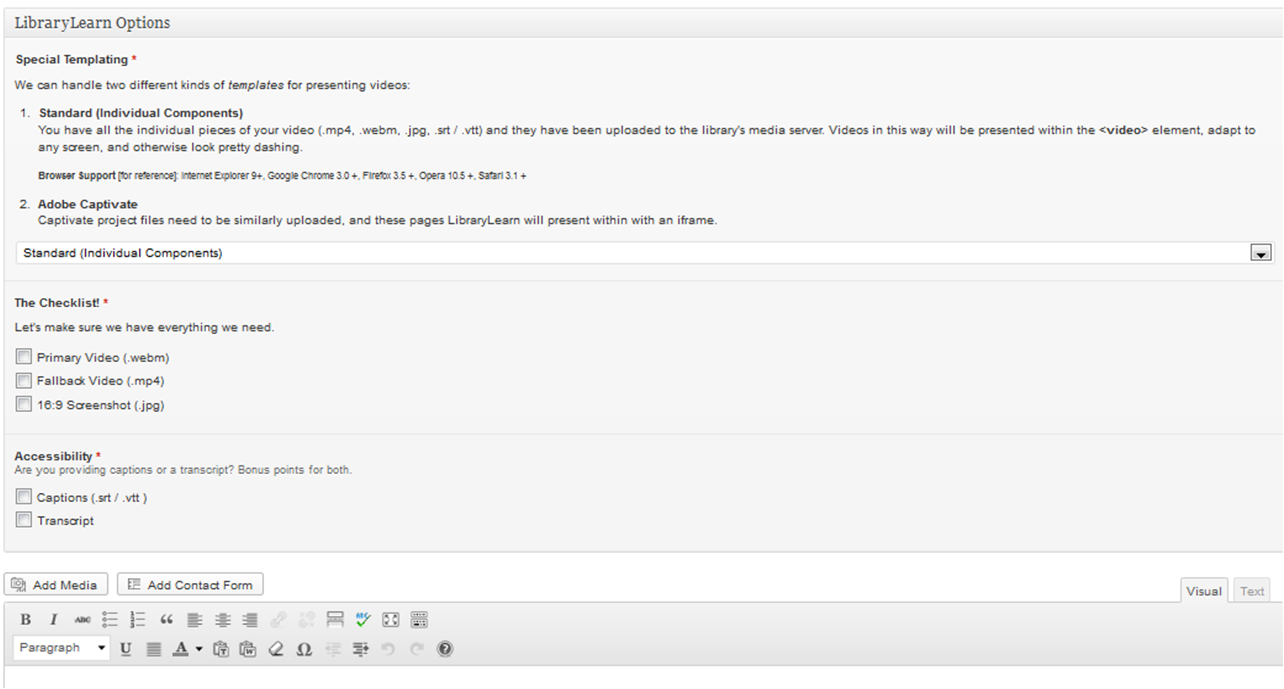 LibraryLearn Options
Special Templating *
We can handle two different kinds of templates for presenting videos:
1. Standard (Individual Components)
You have all the individual pieces of your video (.mp4, .webm, .jpg, .srt / .vtt) and they have been uploaded to the library's media server. Videos in this way will be presented within the <video> element, adapt to
any screen, and otherwise look pretty dashing.
Browser Support [for reference]: Internet Explorer 9+, Google Chrome 3.0 +, Firefox 3.5 +, Opera 10.5 +, Safari 3.1 +
2. Adobe Captivate
Captivate project files need to be similarly uploaded, and these pages LibraryLearn will present within with an iframe.
Standard (Individual Components)
The Checklist! *
Let's make sure we have everything we need.
Primary Video (.webm)
Fallback Video (.mp4)
16:9 Screenshot (.jpg)
Accessibility *
Are you providing captions or a transcript? Bonus points for both.
Captions (.srt / .vtt )
Transcript
Add Media Add Contact Form
Visual Text
B I ABC
Paragraph U A Ω